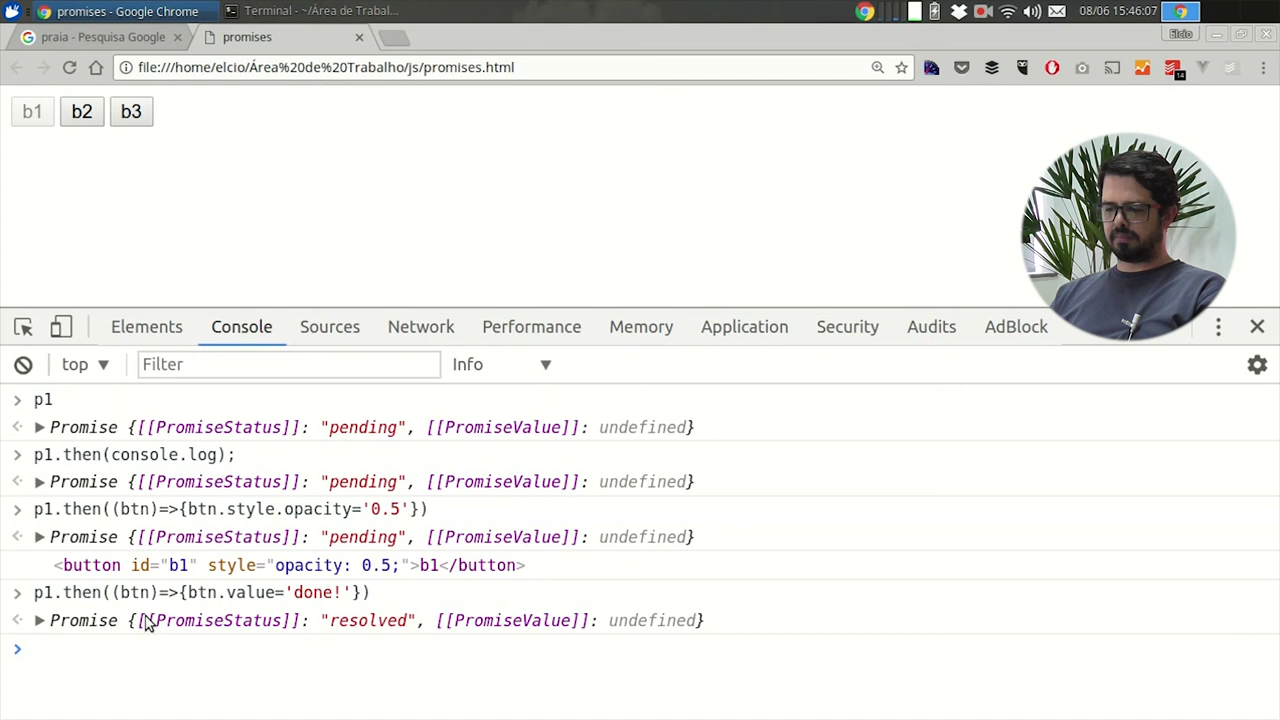 promises - Google Chrome
Terminal - ~/Área de Trabal...
08/06 15:46:07
praia - Pesquisa Google
promises
Elcio
file:///home/elcio/Área%20de%20Trabalho/js/promises.html
14
b1 b2 b3
Elements Console Sources Network Performance Memory Application Security Audits AdBlock
top Filter Info
p1
Promise {[[PromiseStatus]]: "pending", [[PromiseValue]]: undefined}
p1.then(console.log);
Promise {[[PromiseStatus]]: "pending", [[PromiseValue]]: undefined}
p1.then((btn)=>{btn.style.opacity='0.5'})
Promise {[[PromiseStatus]]: "pending", [[PromiseValue]]: undefined}
<button id="b1" style="opacity: 0.5;">b1</button>
p1.then((btn)=>{btn.value='done!'})
Promise {[[PromiseStatus]]: "resolved", [[PromiseValue]]: undefined}